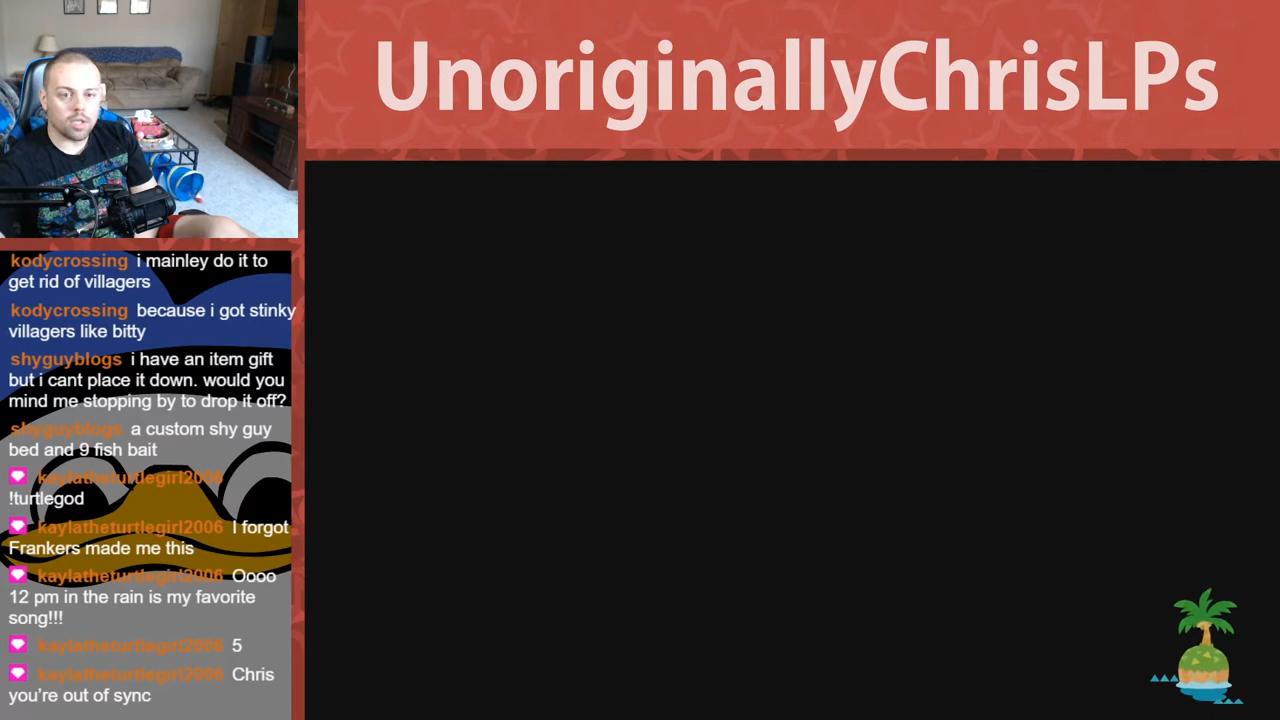 UnoriginallyChrisLPs
kodycrossing i mainley do it to
get rid of villagers
kodycrossing because i got stinky
villagers like bitty
shyguyblogs i have an item gift
but i cant place it down. would you
mind me stopping by to drop it off?
shyguyblogs a custom shy guy
bed and 9 fish bait
kaylatheturtlegirl2006
!turtlegod
kaylatheturtlegirl2006 I forgot
Frankers made me this
kaylatheturtlegirl2006 Oooo
12 pm in the rain is my favorite
song!!!
kaylatheturtlegirl2006 5
kaylatheturtlegirl2006 Chris
you’re out of sync